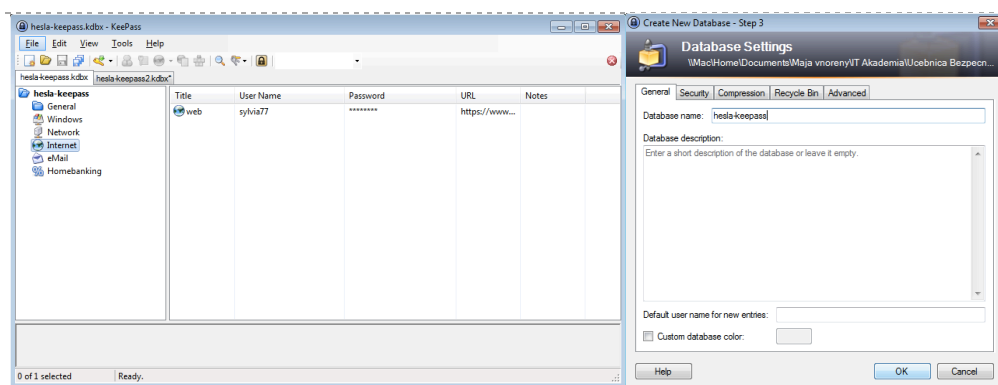 hesla-keepass.kdbx - KeePass
File Edit View Tools Help
hesla-keepass.kdbx hesla-keepass2.kdbx*
hesla-keepass
General
Windows
Network
Internet
eMail
Homebanking
Title User Name Password URL Notes
web sylvia77 ******** https://www...
0 of 1 selected Ready.
Create New Database - Step 3
Database Settings
\\Mac\Home\Documents\Maja vnoreny\IT Akademia\Ucebnica Bezpecn...
General Security Compression Recycle Bin Advanced
Database name: hesla-keepass
Database description:
Enter a short description of the database or leave it empty.
Default user name for new entries:
Custom database color:
Help OK Cancel